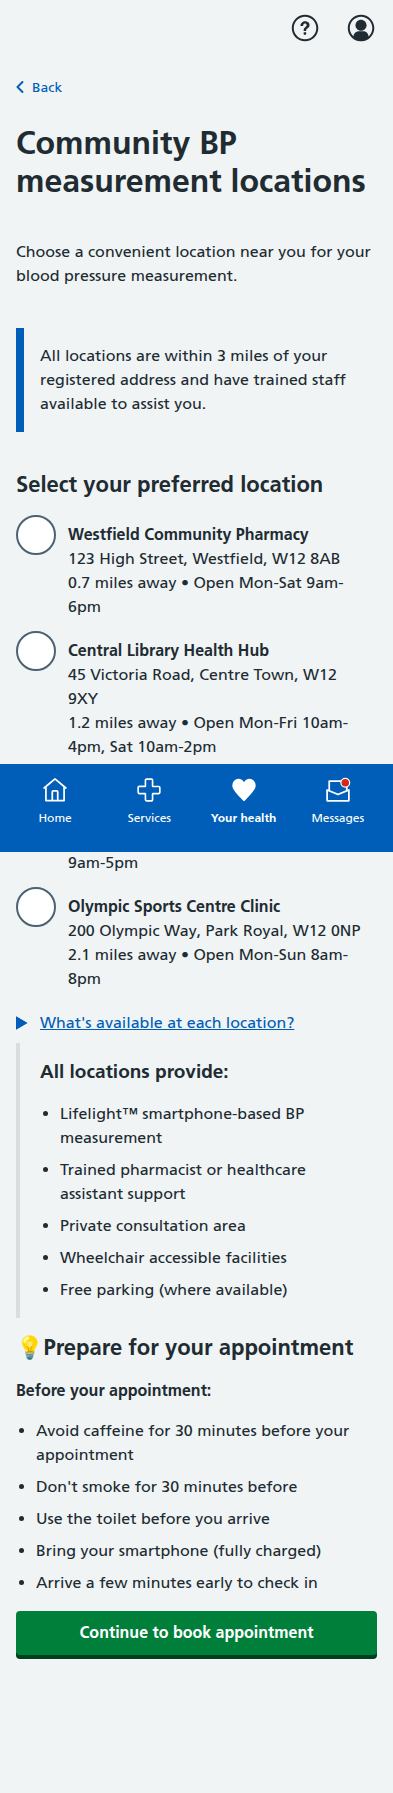 ?
Back
Community BP
measurement locations
Choose a convenient location near you for your
blood pressure measurement.
All locations are within 3 miles of your
registered address and have trained staff
available to assist you.
Select your preferred location
Westfield Community Pharmacy
123 High Street, Westfield, W12 8AB
0.7 miles away • Open Mon-Sat 9am-
6pm
Central Library Health Hub
45 Victoria Road, Centre Town, W12
9XY
1.2 miles away • Open Mon-Fri 10am-
4pm, Sat 10am-2pm
Home Services Your health Messages
9am-5pm
Olympic Sports Centre Clinic
200 Olympic Way, Park Royal, W12 0NP
2.1 miles away • Open Mon-Sun 8am-
8pm
What's available at each location?
All locations provide:
• Lifelight™ smartphone-based BP
measurement
• Trained pharmacist or healthcare
assistant support
• Private consultation area
• Wheelchair accessible facilities
• Free parking (where available)
💡Prepare for your appointment
Before your appointment:
• Avoid caffeine for 30 minutes before your
appointment
• Don't smoke for 30 minutes before
• Use the toilet before you arrive
• Bring your smartphone (fully charged)
• Arrive a few minutes early to check in
Continue to book appointment